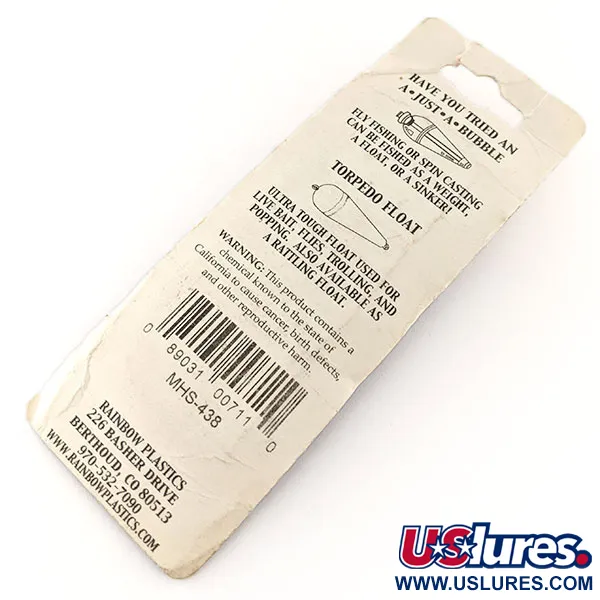 HAVE YOU TRIED AN
A•JUST•A•BUBBLE
FLY FISHING OR SPIN CASTING
CAN BE FISHED AS A WEIGHT,
A FLOAT, OR A SINKER!
TORPEDO FLOAT
ULTRA TOUGH FLOAT USED FOR
LIVE BAIT, FLIES, TROLLING, AND
POPPING. ALSO AVAILABLE AS
A RATTLING FLOAT.
WARNING: This product contains a
chemical known to the state of
California to cause cancer, birth defects,
and other reproductive harm.
0 89031 00711 0
MHS-438
RAINBOW PLASTICS
226 BASHER DRIVE
BERTHOUD, CO 80513
970-532-7090
WWW.RAINBOWPLASTICS.COM
USlures.
WWW.USLURES.COM